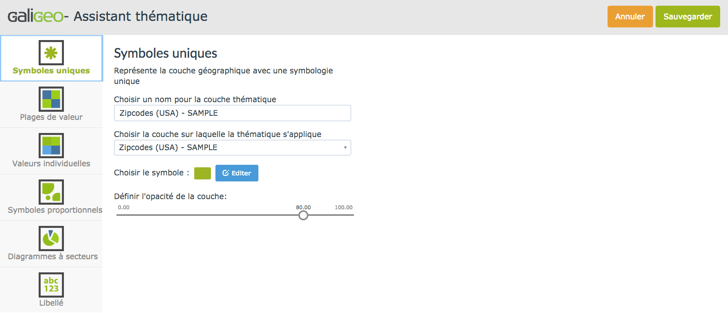 GALIGEO - Assistant thématique
Annuler
Sauvegarder
Symboles uniques
Plages de valeur
Valeurs individuelles
Symboles proportionnels
Diagrammes à secteurs
abc
123
Libellé
Symboles uniques
Représente la couche géographique avec une symbologie
unique
Choisir un nom pour la couche thématique
Zipcodes (USA) - SAMPLE
Choisir la couche sur laquelle la thématique s'applique
Zipcodes (USA) - SAMPLE
Choisir le symbole :
Editer
Définir l'opacité de la couche:
0.00 80.00 100.00